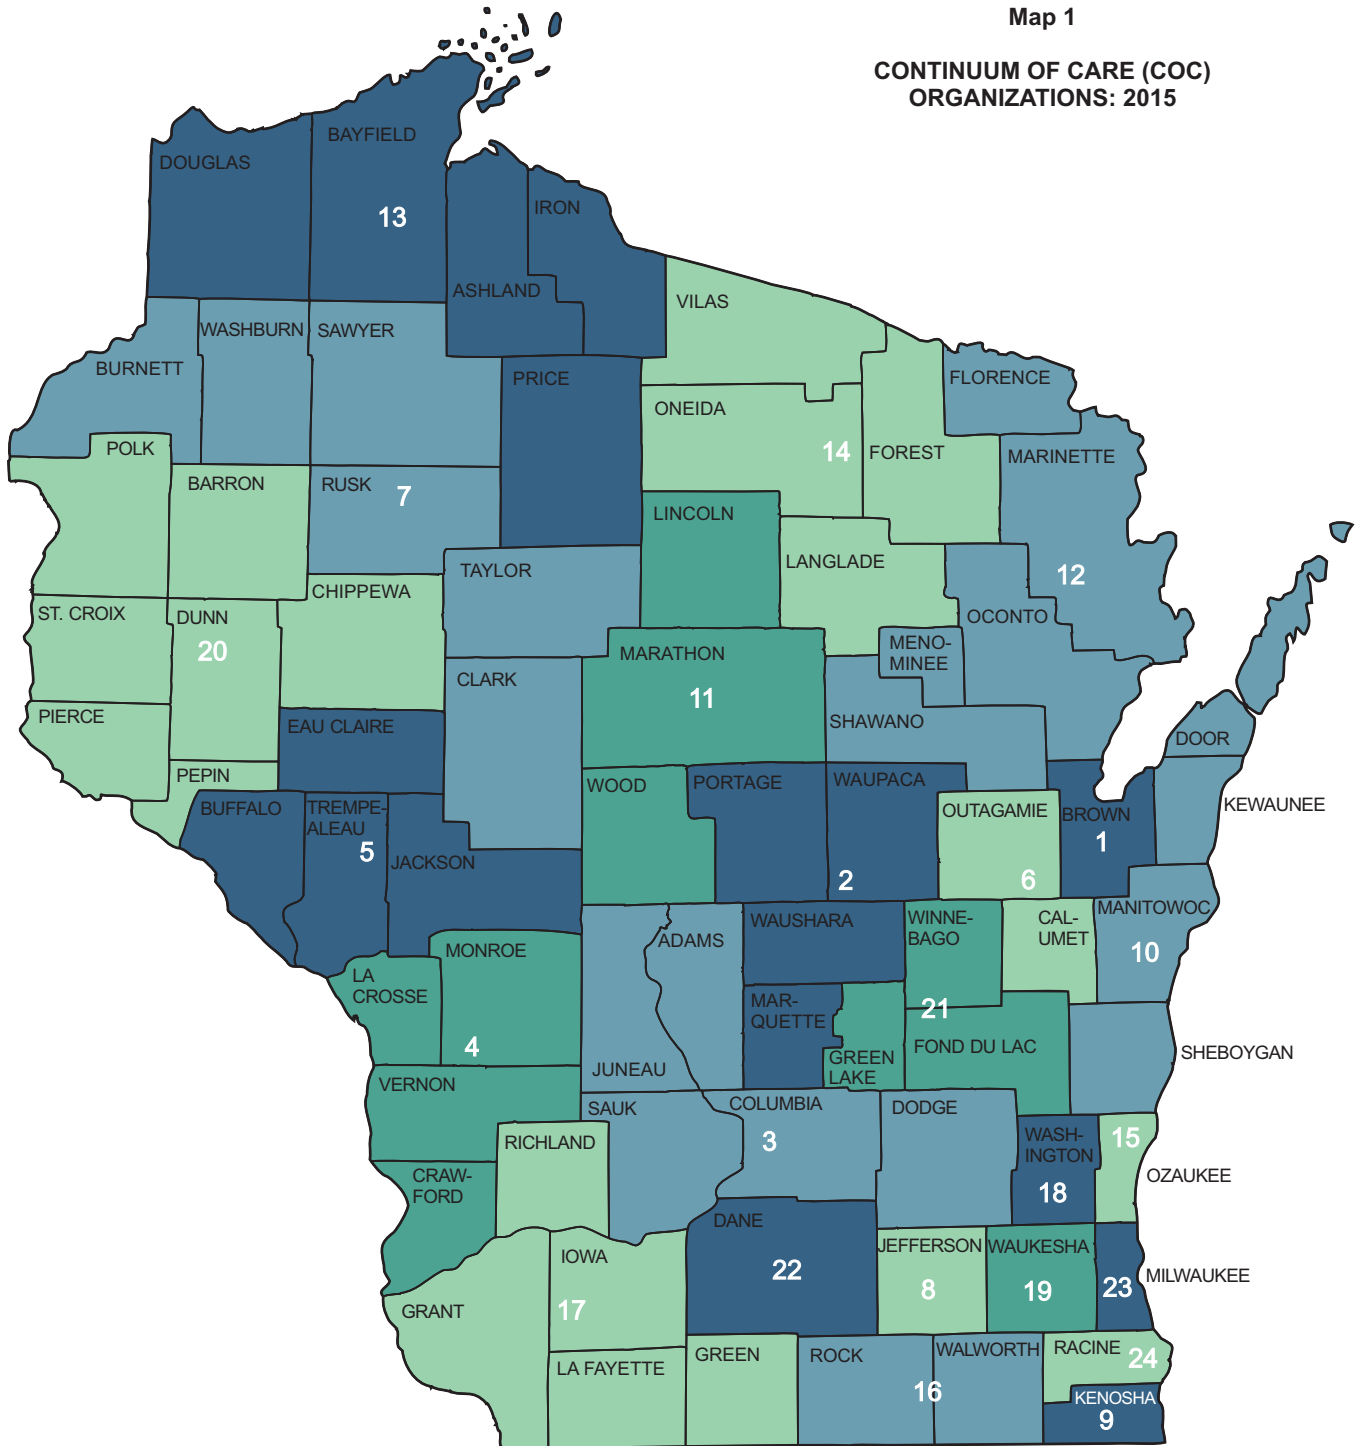 Map 1
CONTINUUM OF CARE (COC)
ORGANIZATIONS: 2015
BAYFIELD
DOUGLAS
13
IRON
ASHLAND
VILAS
WASHBURN
SAWYER
BURNETT
PRICE
FLORENCE
ONEIDA
POLK
14
FOREST
MARINETTE
BARRON
RUSK
7
LINCOLN
LANGLADE
TAYLOR
12
CHIPPEWA
ST. CROIX
DUNN
OCONTO
20
MENO-
MINEE
MARATHON
CLARK
11
PIERCE
EAU CLAIRE
SHAWANO
DOOR
PEPIN
WOOD
PORTAGE
WAUPACA
BUFFALO
TREMPE-
ALEAU
OUTAGAMIE
BROWN
KEWAUNEE
5
JACKSON
1
2
6
WAUSHARA
WINNE-
BAGO
CAL-
UMET
MANITOWOC
ADAMS
MONROE
10
LA
CROSSE
MAR-
QUETTE
21
4
JUNEAU
GREEN
LAKE
FOND DU LAC
SHEBOYGAN
VERNON
SAUK
COLUMBIA
DODGE
RICHLAND
3
WASH-
INGTON
15
CRAW-
FORD
18
OZAUKEE
DANE
IOWA
JEFFERSON
WAUKESHA
22
8
19
23
MILWAUKEE
GRANT
17
LA FAYETTE
GREEN
ROCK
WALWORTH
RACINE
24
16
KENOSHA
9